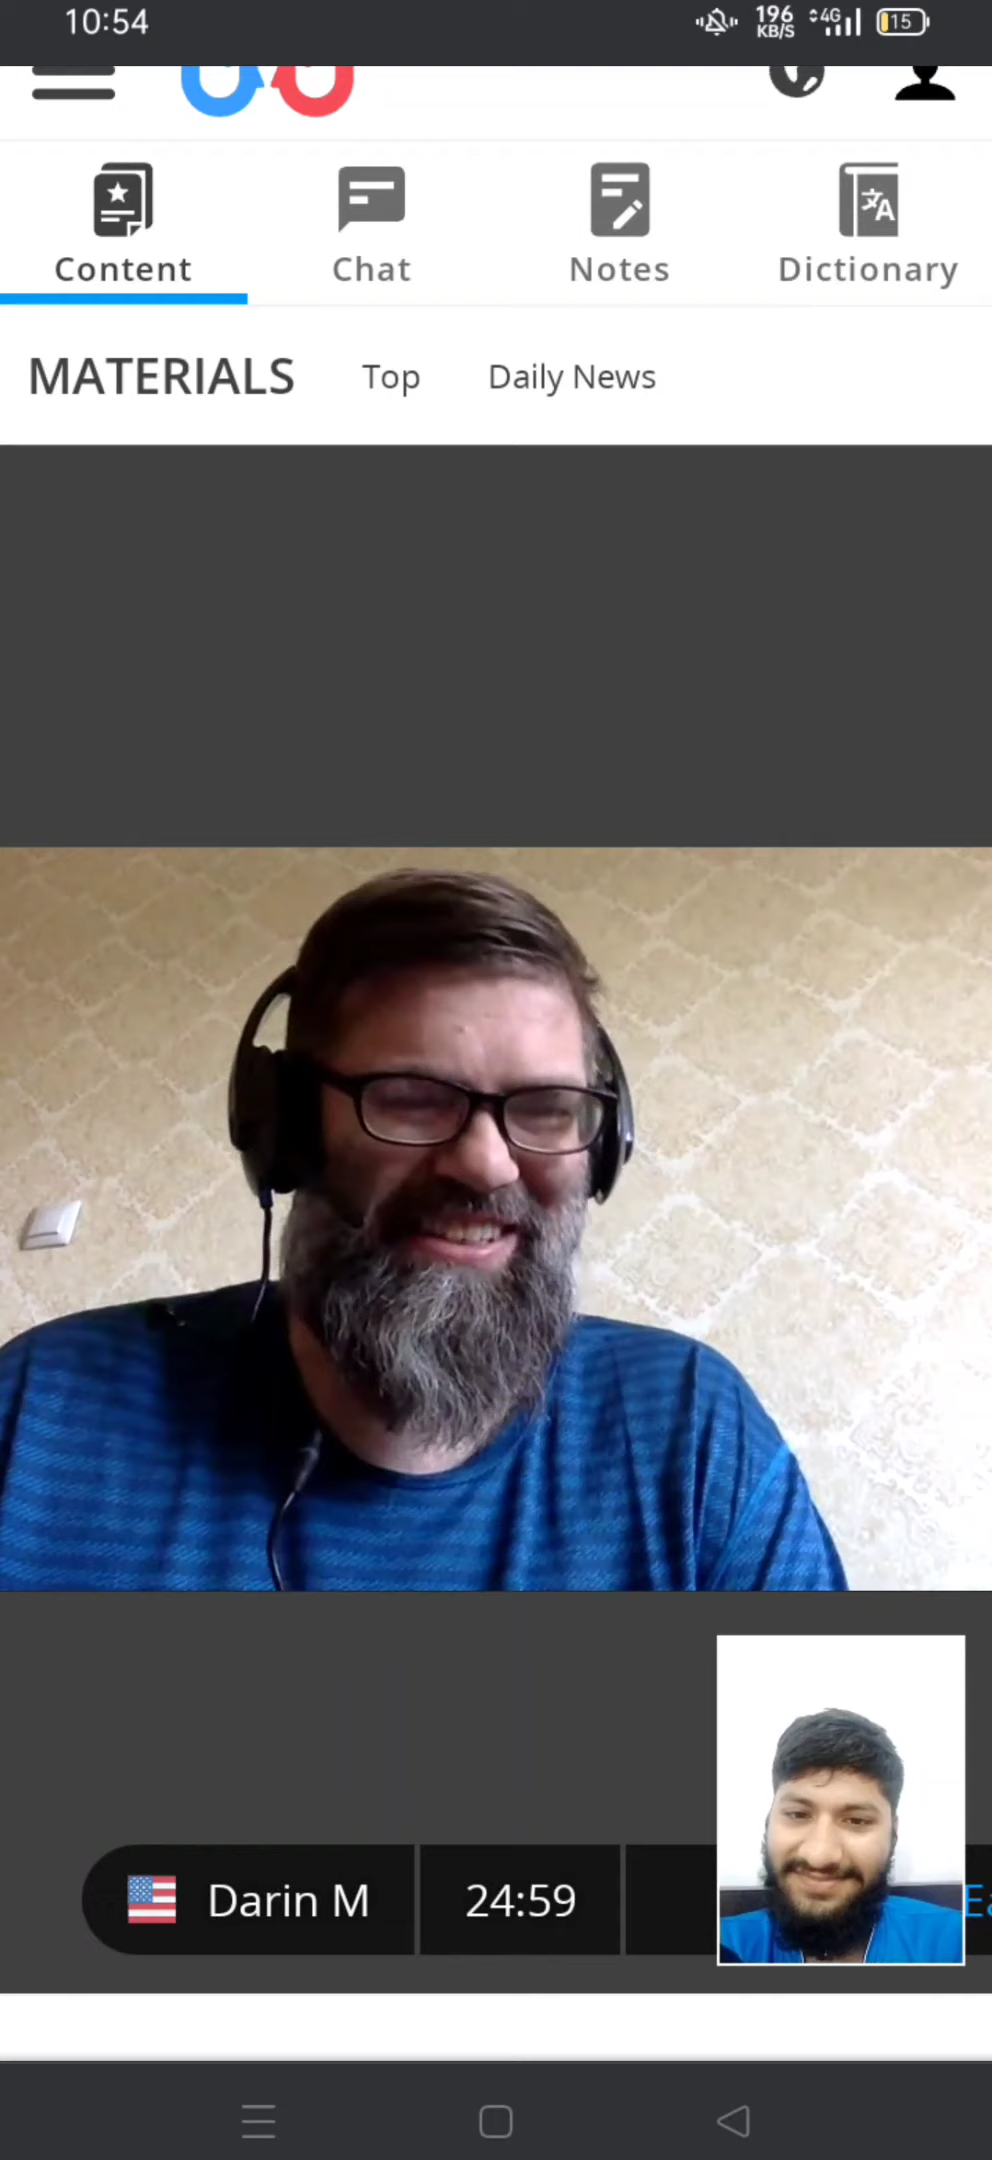 10:54
196
KB/S
4G
15
Content
Chat
Notes
Dictionary
MATERIALS
Top
Daily News
Darin M
24:59